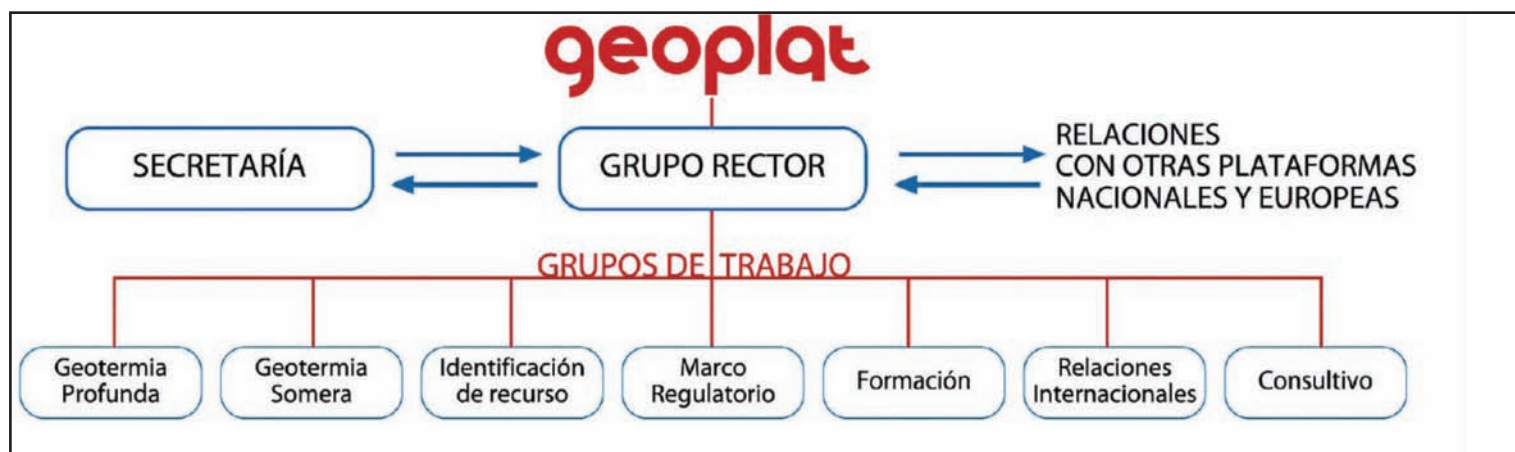 geoplat
SECRETARÍA
GRUPO RECTOR
RELACIONES
CON OTRAS PLATAFORMAS
NACIONALES Y EUROPEAS
GRUPOS DE TRABAJO
Geotermia
Profunda
Geotermia
Somera
Identificación
de recurso
Marco
Regulatorio
Formación
Relaciones
Internacionales
Consultivo